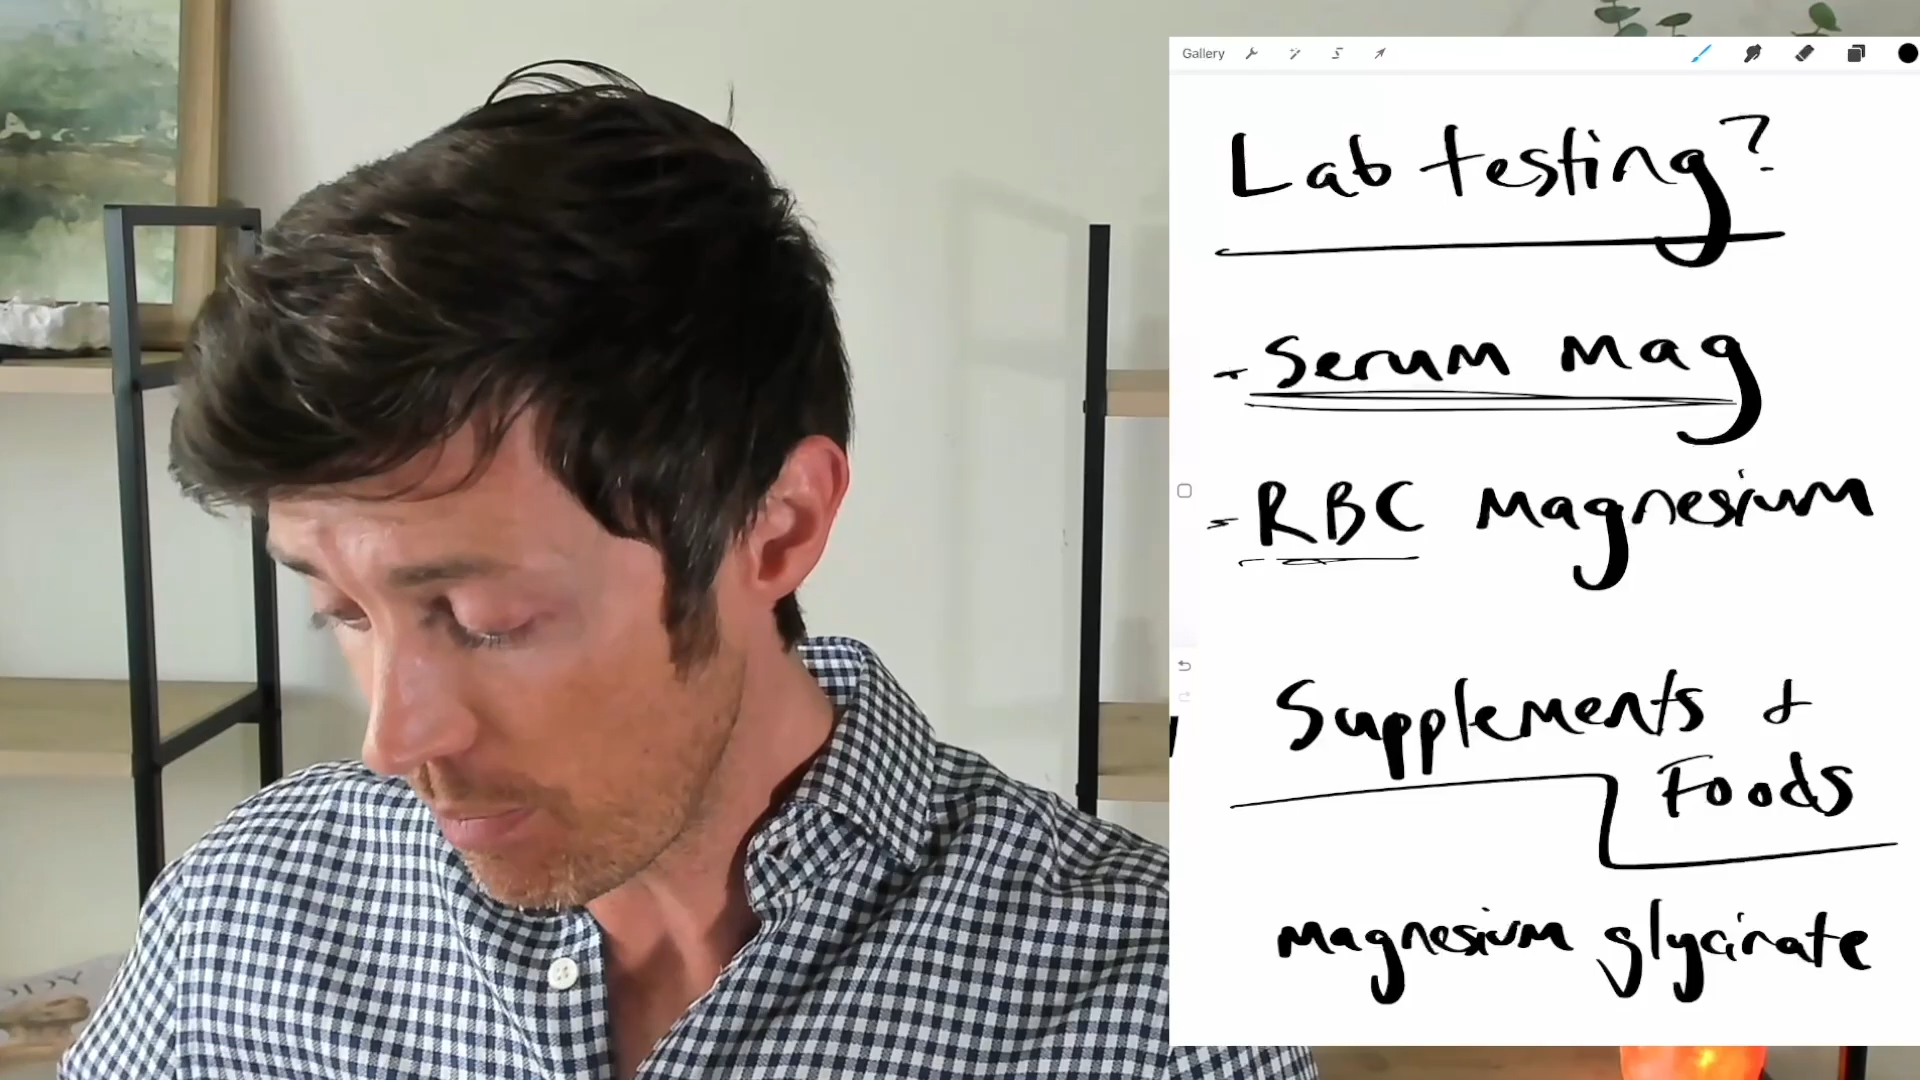 Gallery
Lab testing?
- Serum Mag
- RBC Magnesium
Supplements &
Foods
Magnesium glycinate